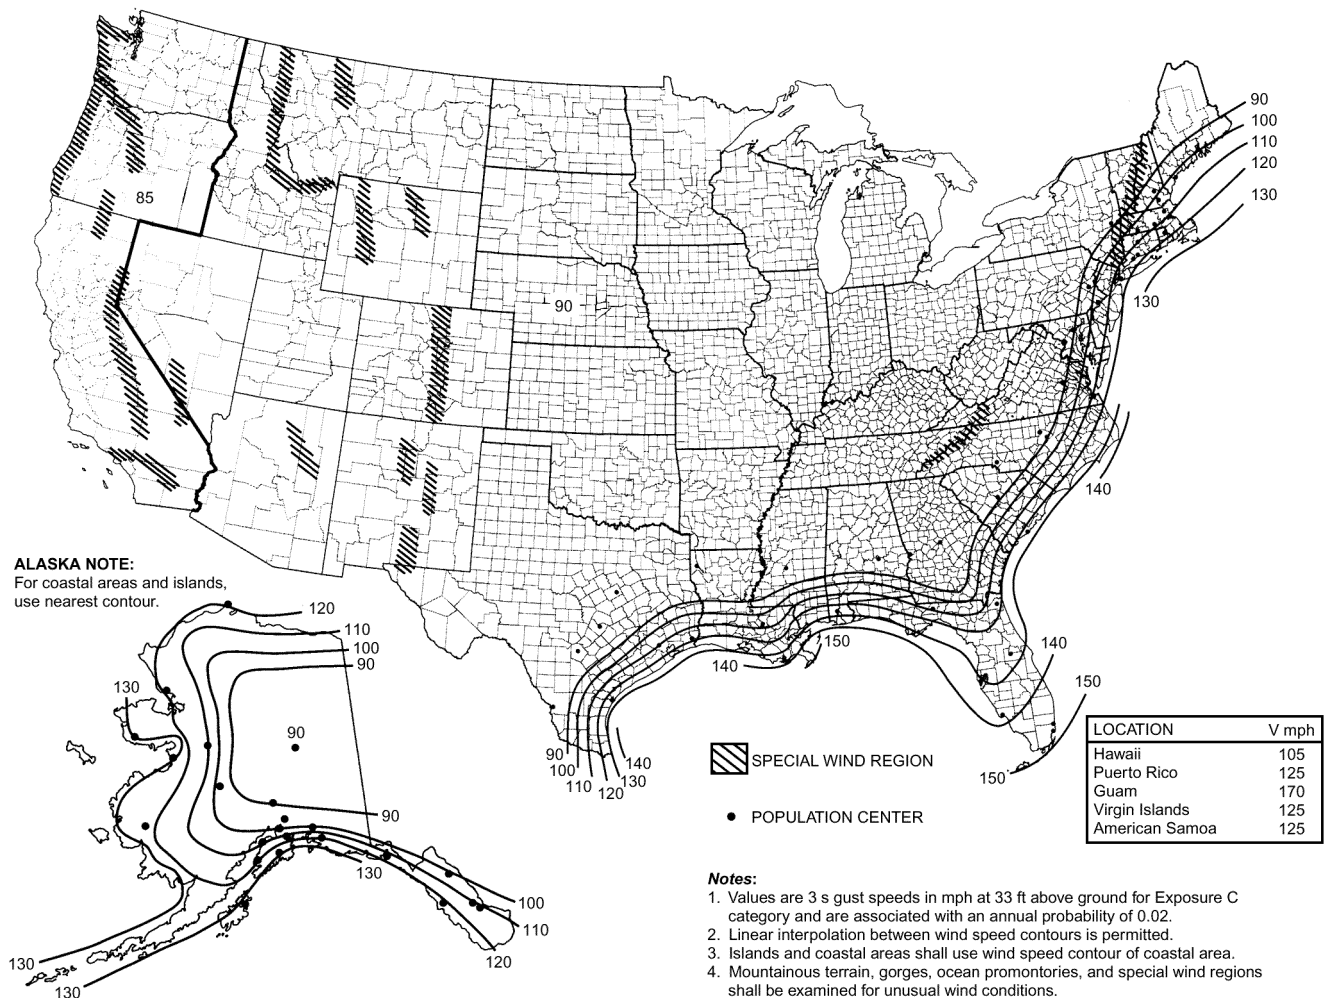 90
100
110
120
130
85
90
130
140
ALASKA NOTE:
For coastal areas and islands,
use nearest contour.
120
110
100
90
130
90
90
130
100
110
120
130
130
140
150
140
150
150
90
100
110
120
130
140
SPECIAL WIND REGION
POPULATION CENTER
LOCATION V mph
Hawaii 105
Puerto Rico 125
Guam 170
Virgin Islands 125
American Samoa 125
Notes:
1. Values are 3 s gust speeds in mph at 33 ft above ground for Exposure C
category and are associated with an annual probability of 0.02.
2. Linear interpolation between wind speed contours is permitted.
3. Islands and coastal areas shall use wind speed contour of coastal area.
4. Mountainous terrain, gorges, ocean promontories, and special wind regions
shall be examined for unusual wind conditions.